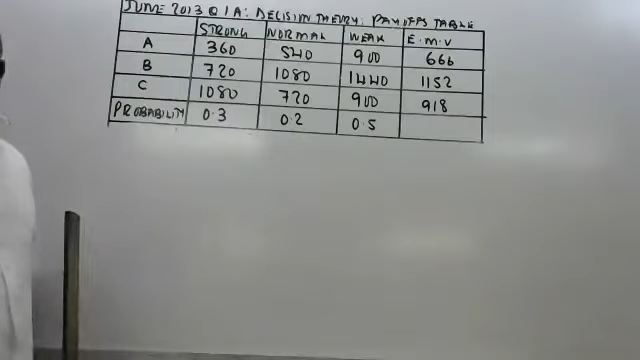 JUNE 2013 Q 1 A: DECISION THEORY: PAYOFFS TABLE
STRONG NORMAL WEAK E.M.V
A 360 540 900 666
B 720 1080 1440 1152
C 1080 720 900 918
PROBABILITY 0.3 0.2 0.5